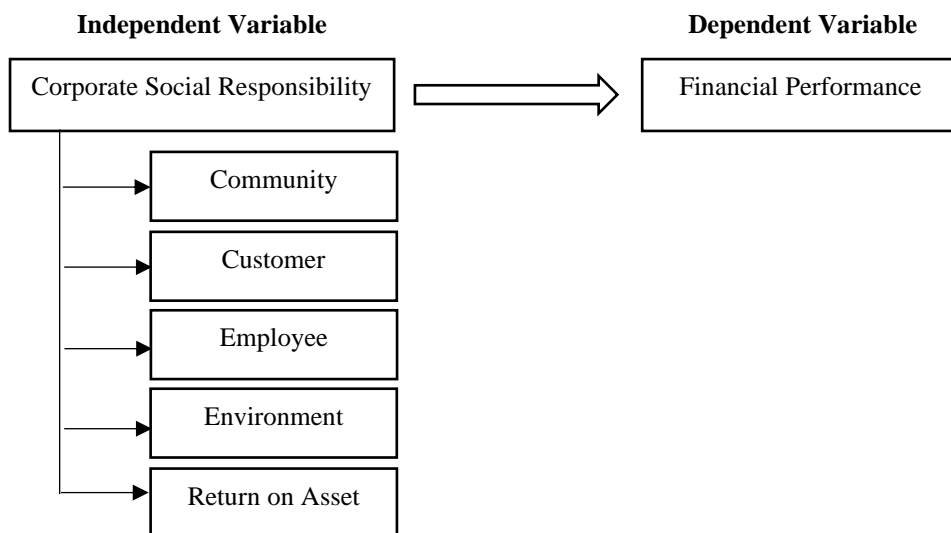 Independent Variable
Dependent Variable
Corporate Social Responsibility
Financial Performance
Community
Customer
Employee
Environment
Return on Asset